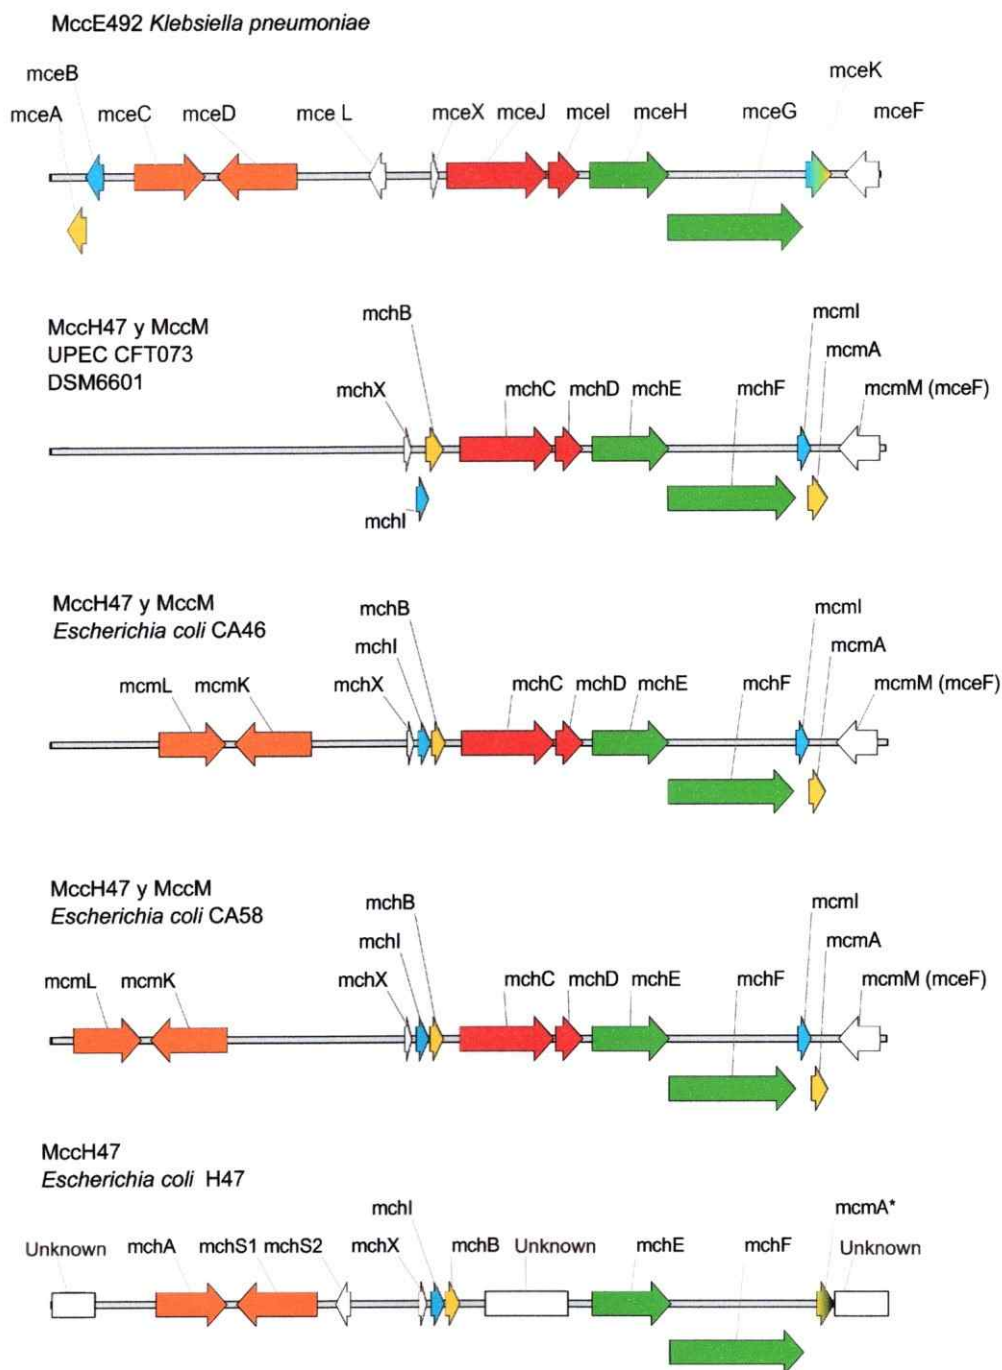 MccE492 Klebsiella pneumoniae
mceB
mceK
mceA mceC mceD mce L mceX mceJ mceI mceH mceG mceF
MccH47 y MccM
UPEC CFT073
DSM6601
mchB
mcmI
mcmA
mchX mchC mchD mchE mchF mcmM (mceF)
mchI
MccH47 y MccM
Escherichia coli CA46
mchB
mcmI
mchI
mcmA
mcmL mcmK mchX mchC mchD mchE mchF mcmM (mceF)
MccH47 y MccM
Escherichia coli CA58
mchB
mcmI
mchI
mcmA
mcmL mcmK mchX mchC mchD mchE mchF mcmM (mceF)
MccH47
Escherichia coli H47
mchI
mcmA*
Unknown mchA mchS1 mchS2 mchX mchB Unknown mchE mchF Unknown